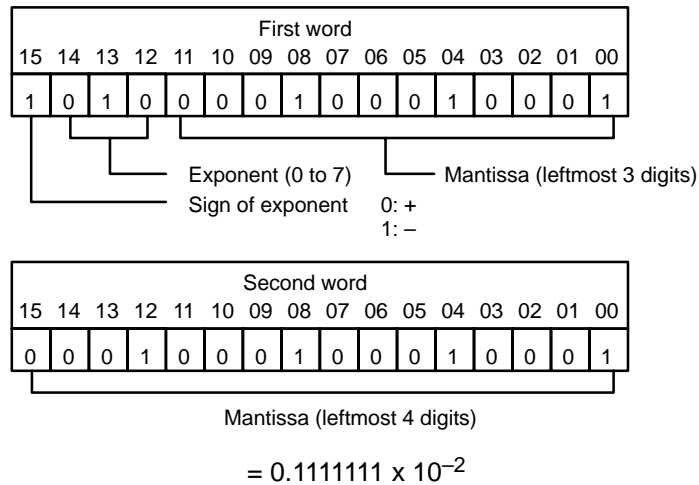 First word
15 14 13 12 11 10 09 08 07 06 05 04 03 02 01 00
1 0 1 0 0 0 0 1 0 0 0 1 0 0 0 1
Exponent (0 to 7) Mantissa (leftmost 3 digits)
Sign of exponent 0: +
1: –
Second word
15 14 13 12 11 10 09 08 07 06 05 04 03 02 01 00
0 0 0 1 0 0 0 1 0 0 0 1 0 0 0 1
Mantissa (leftmost 4 digits)
= 0.1111111 x 10⁻²